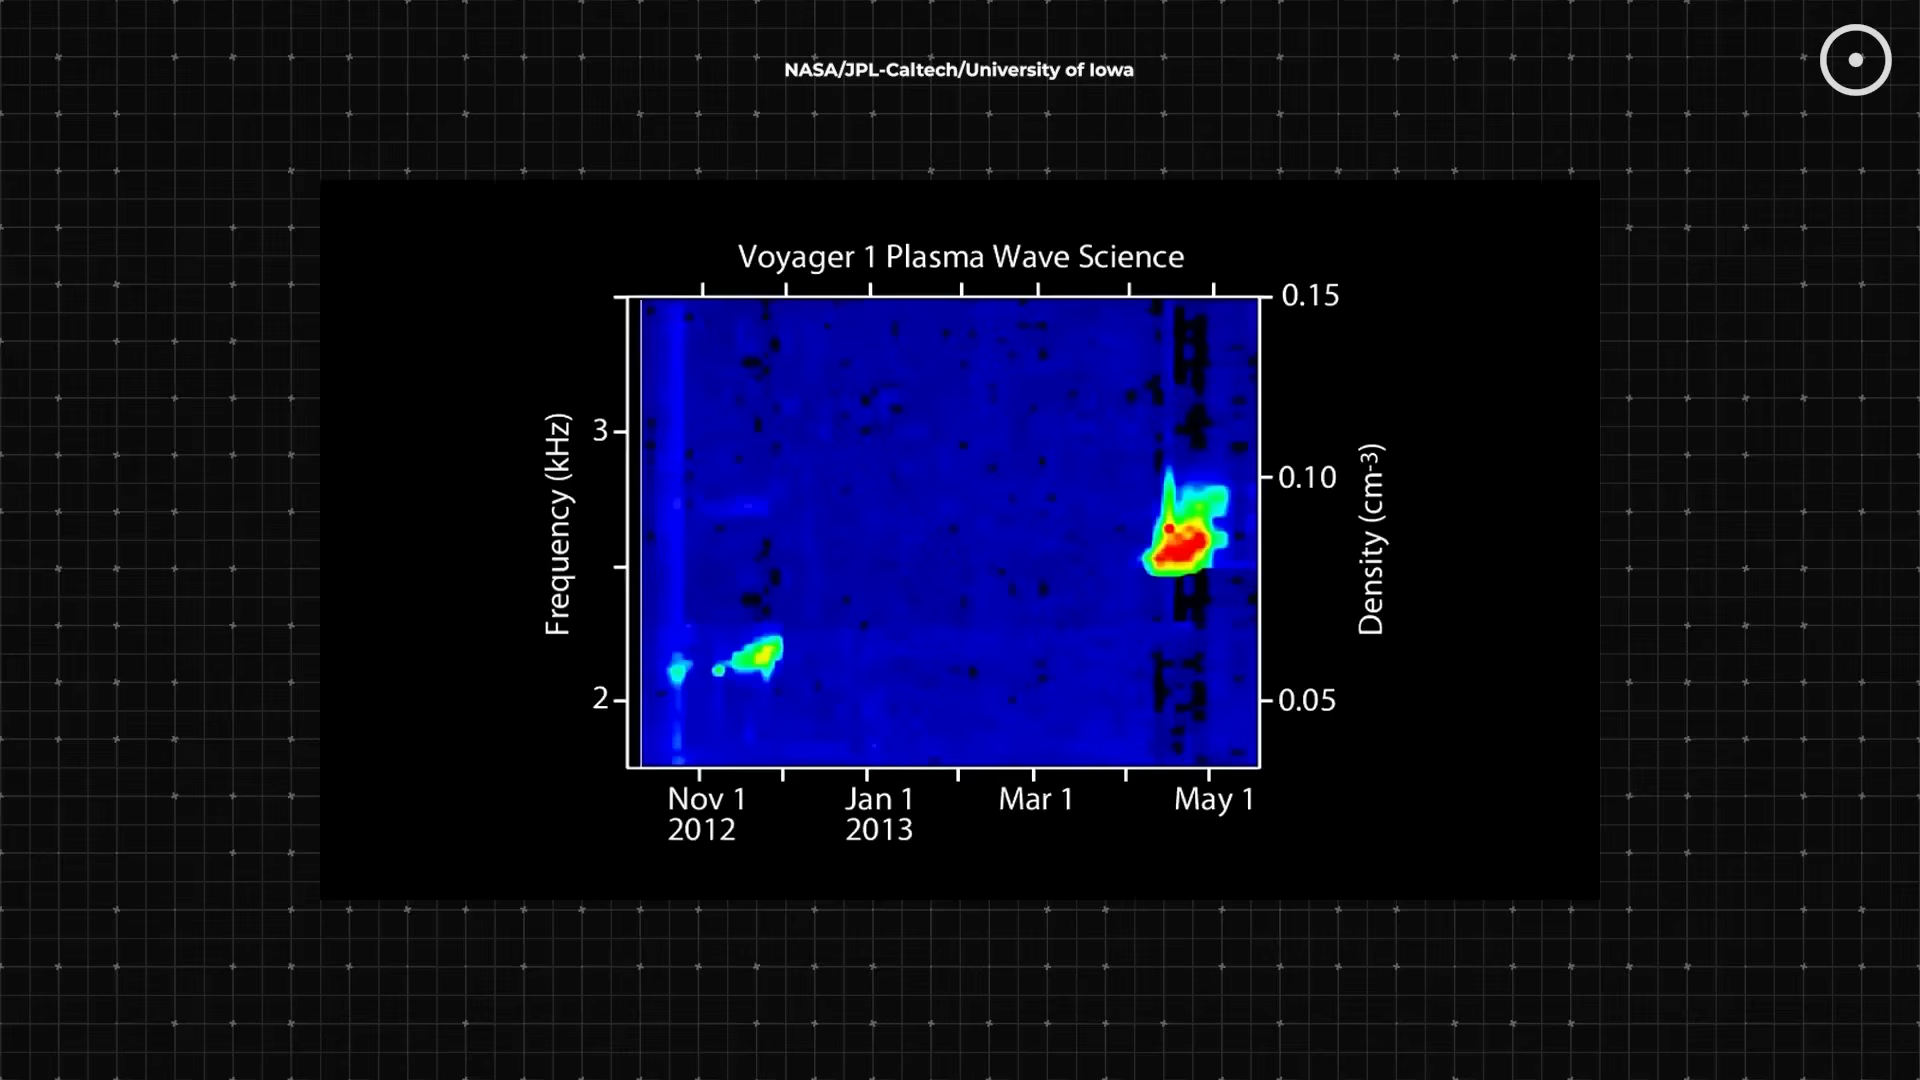 NASA/JPL-Caltech/University of Iowa
Voyager 1 Plasma Wave Science
0.15
3
0.10
Frequency (kHz)
Density (cm-3)
2
0.05
Nov 1 Jan 1 Mar 1 May 1
2012 2013